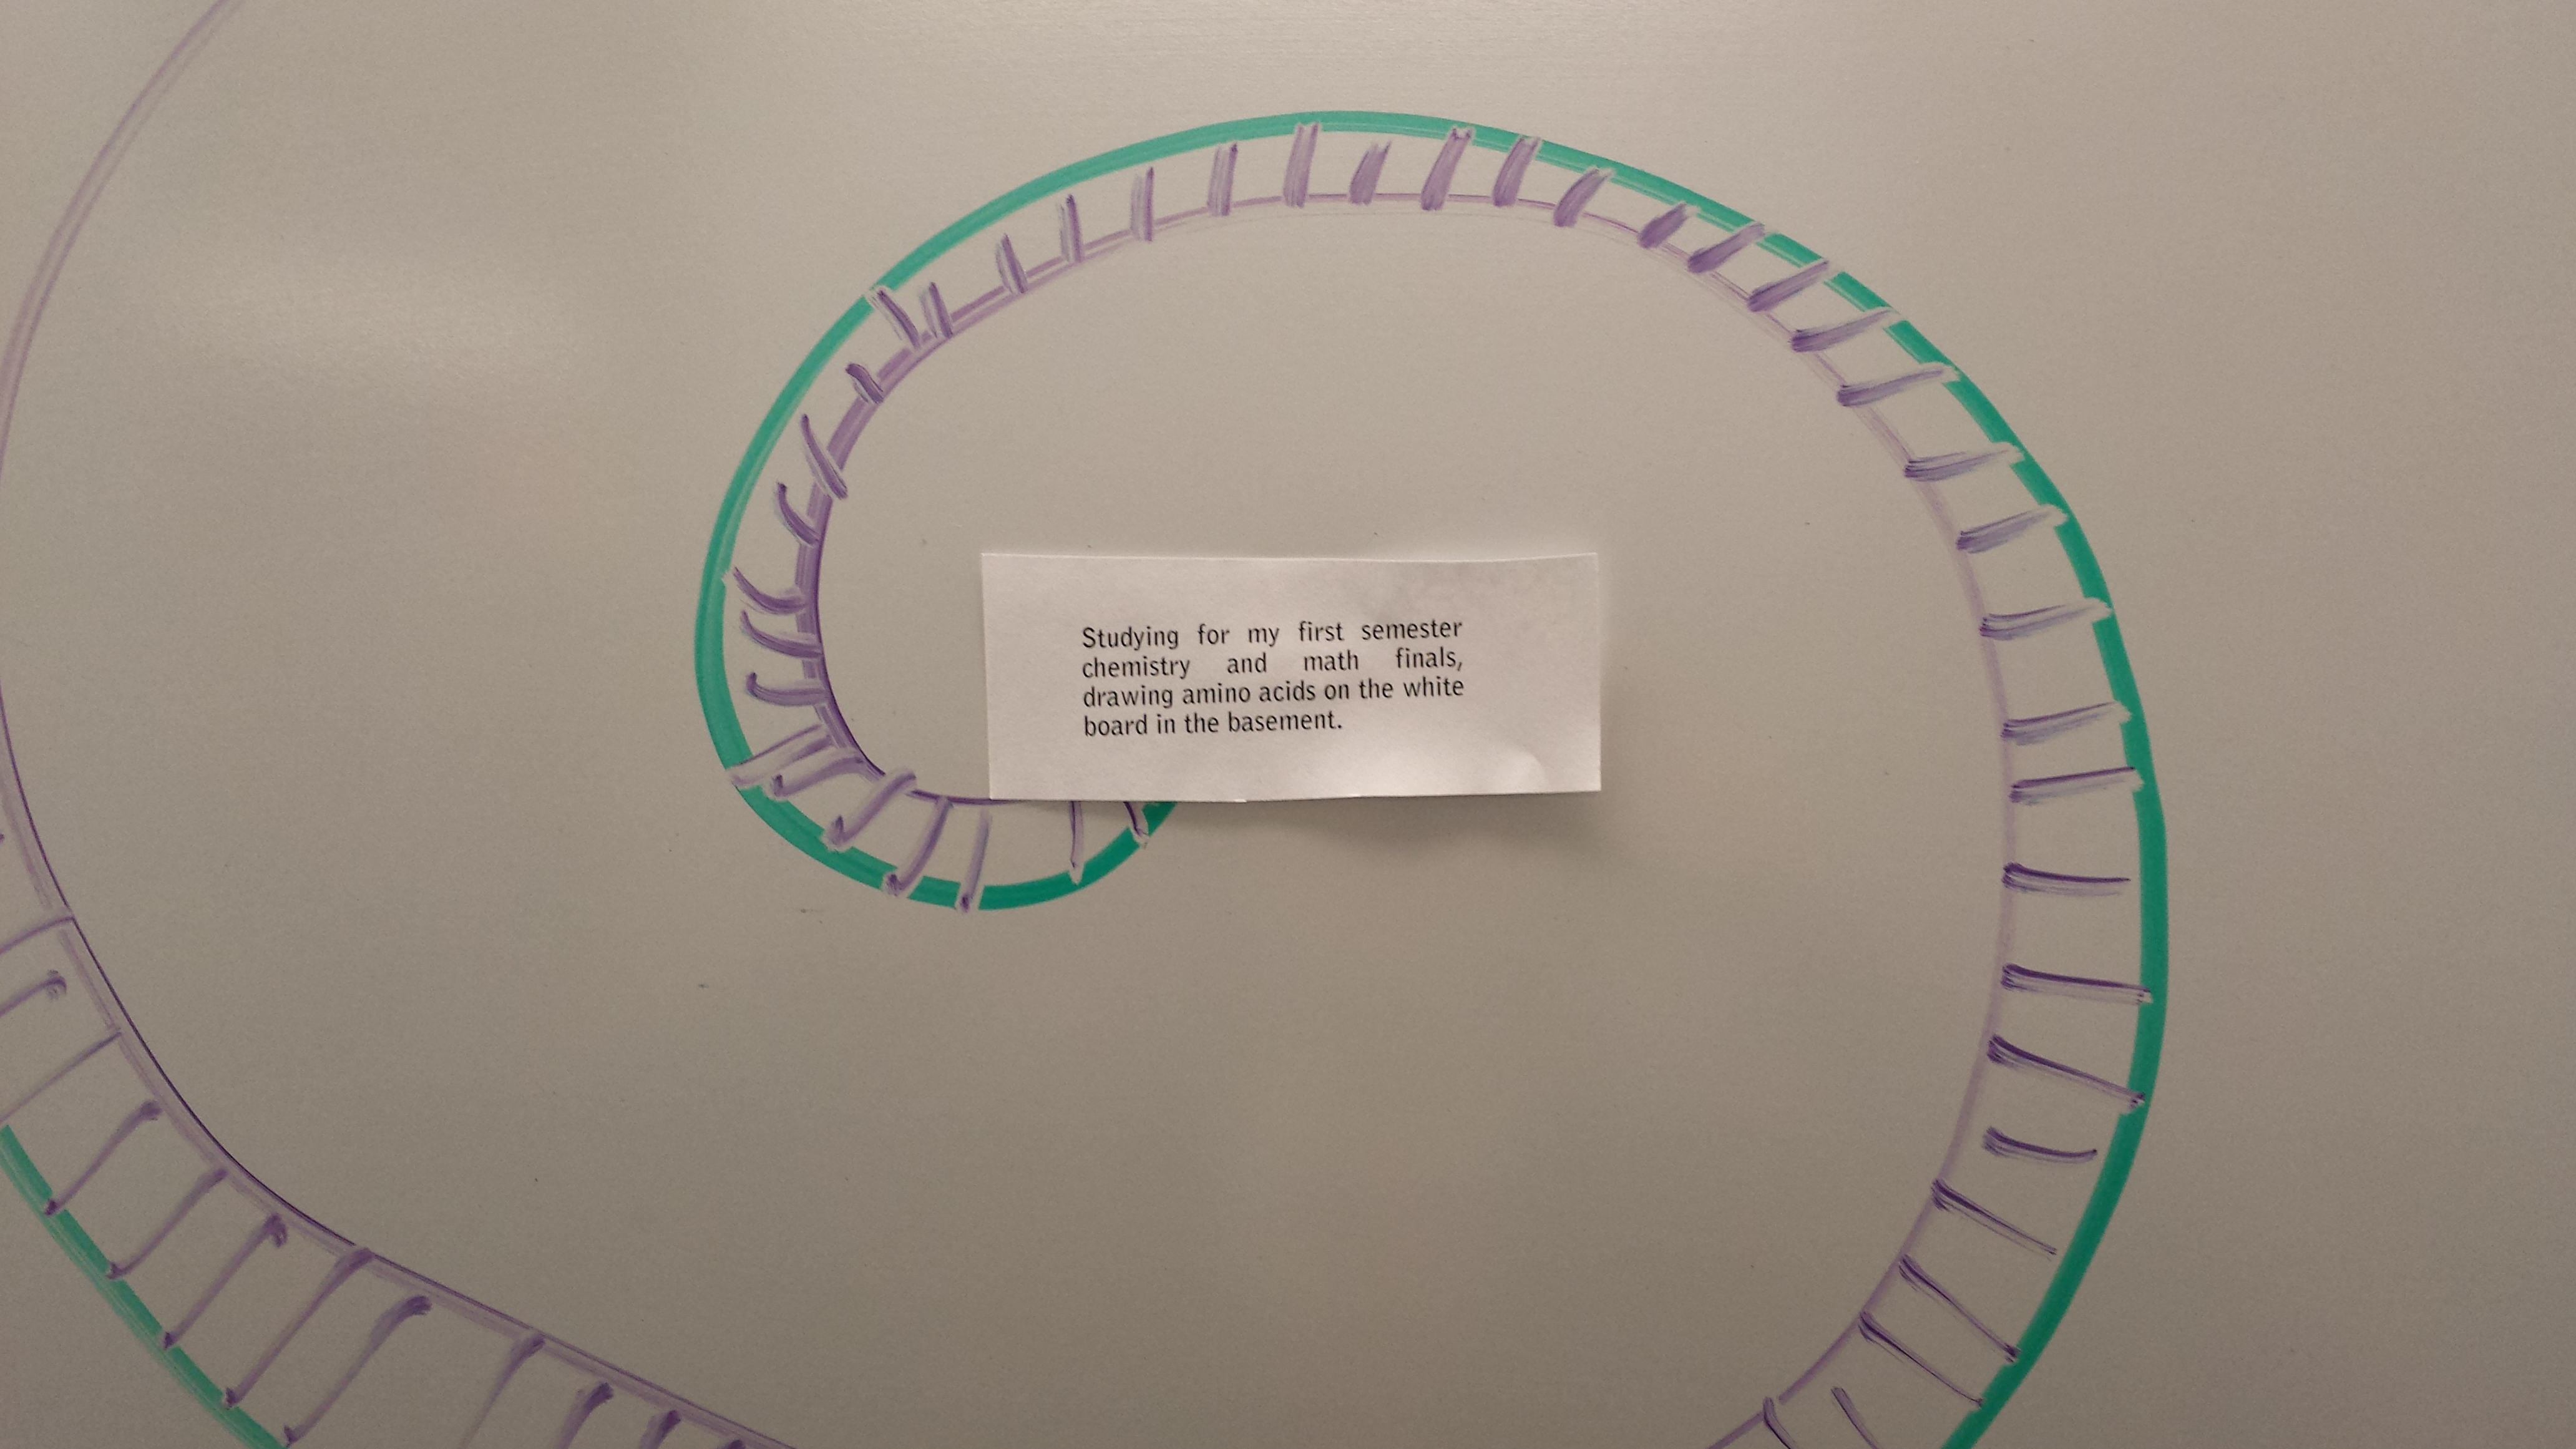 Studying for my first semester
chemistry and math finals,
drawing amino acids on the white
board in the basement.